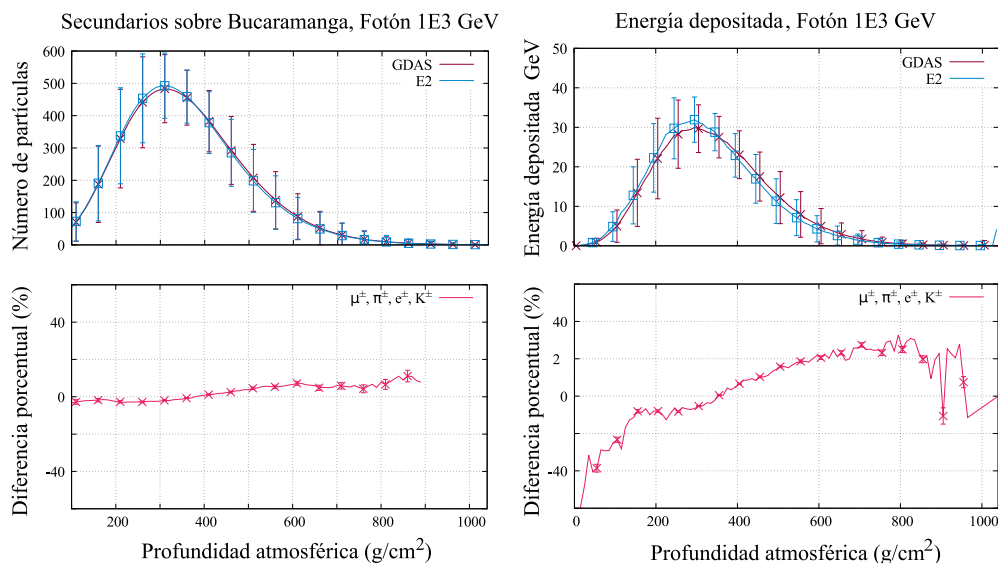 Secundarios sobre Bucaramanga, Fotón 1E3 GeV
600
500
400
300
200
100
0
Número de partículas
GDAS
E2
Energía depositada, Fotón 1E3 GeV
50
40
30
20
10
0
Energía depositada GeV
GDAS
E2
40
0
-40
Diferencia porcentual (%)
μ±, π±, e±, K±
200
400
600
800
1000
Profundidad atmosférica (g/cm²)
40
2
0
-40
Diferencia porcentual (%)
μ±, π±, e±, K±
0
200
400
600
800
1000
Profundidad atmosférica (g/cm²)